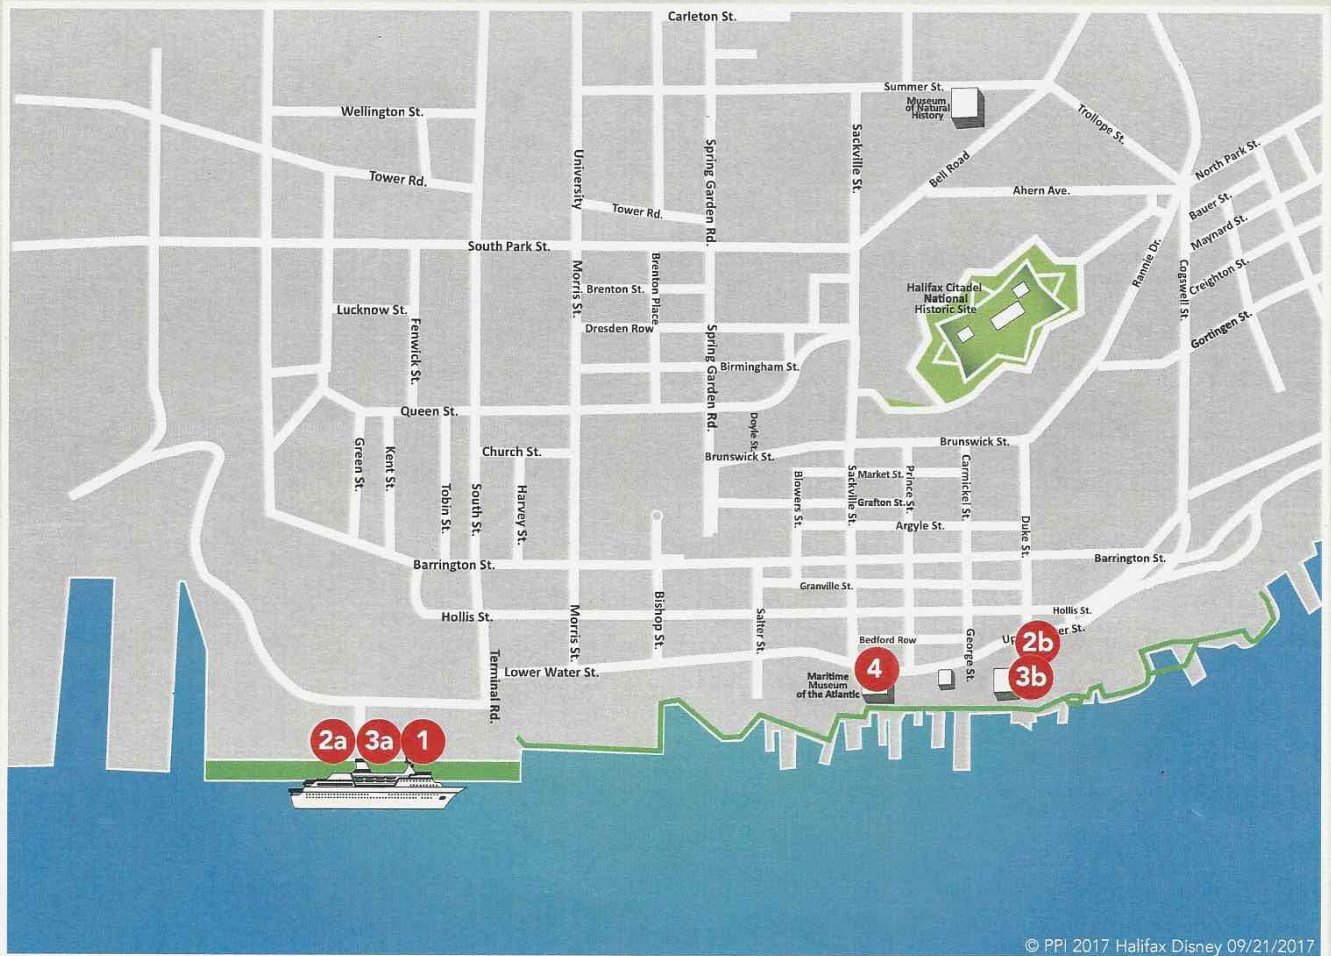 Carleton St.
Summer St.
Museum
of Natural
History
Wellington St.
Trollope St.
Sackville St.
Spring Garden Rd.
University
North Park St.
Bell Road
Tower Rd.
Ahern Ave.
Bauer St.
Tower Rd.
Maynard St.
South Park St.
Rannie Dr.
Cogswell St.
Creighton St.
Morris St.
Brenton Place
Brenton St.
Halifax Citadel
National
Historic Site
Lucknow St.
Fenwick St.
Dresden Row
Spring Garden Rd.
Gortingen St.
Birmingham St.
Queen St.
Doyle St.
Brunswick St.
Green St.
Kent St.
Church St.
Brunswick St.
Market St.
Prince St.
Carmickel St.
Blowers St.
Sackville St.
Tobin St.
South St.
Harvey St.
Grafton St.
Argyle St.
Duke St.
Barrington St.
Barrington St.
Granville St.
Hollis St.
Hollis St.
Morris St.
Bishop St.
Salter St.
Bedford Row
George St.
2b
Terminal Rd.
Lower Water St.
4
3b
Maritime
Museum
of the Atlantic
2a 3a 1
© PPI 2017 Halifax Disney 09/21/2017